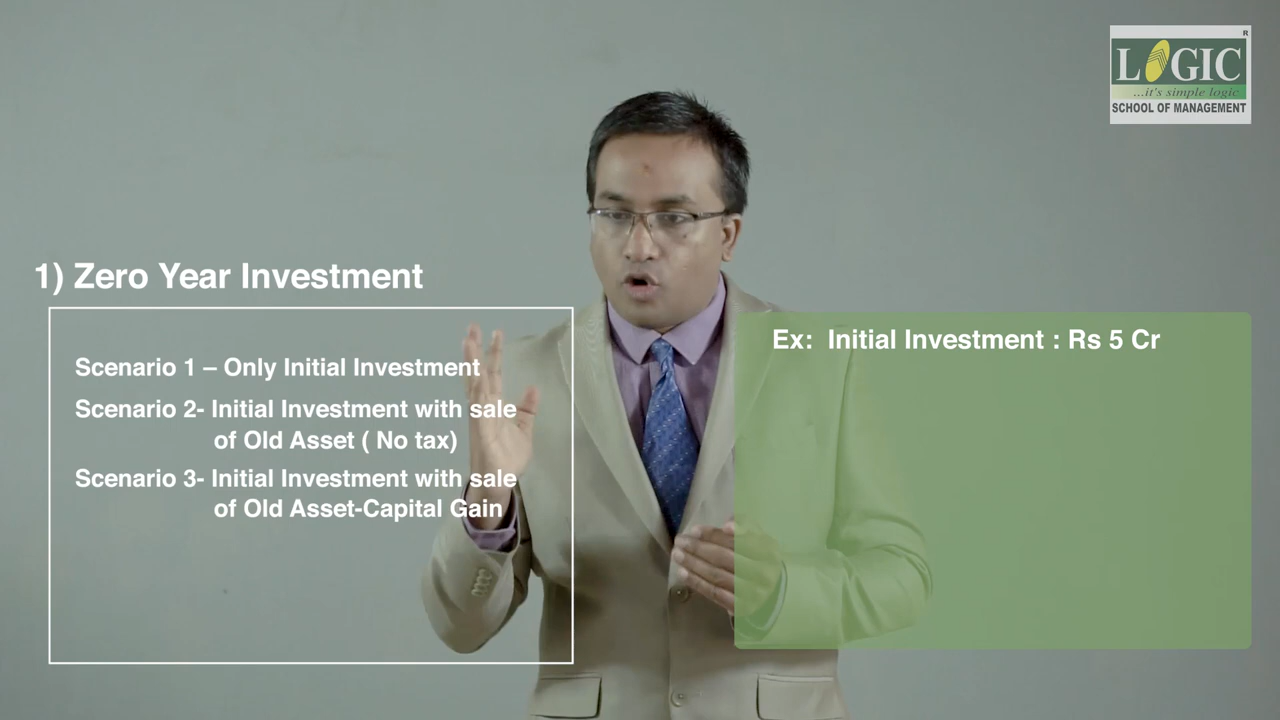 LOGIC
R
...it's simple logic
SCHOOL OF MANAGEMENT
1) Zero Year Investment
Scenario 1 – Only Initial Investment
Scenario 2- Initial Investment with sale
of Old Asset ( No tax)
Scenario 3- Initial Investment with sale
of Old Asset-Capital Gain
Ex: Initial Investment : Rs 5 Cr